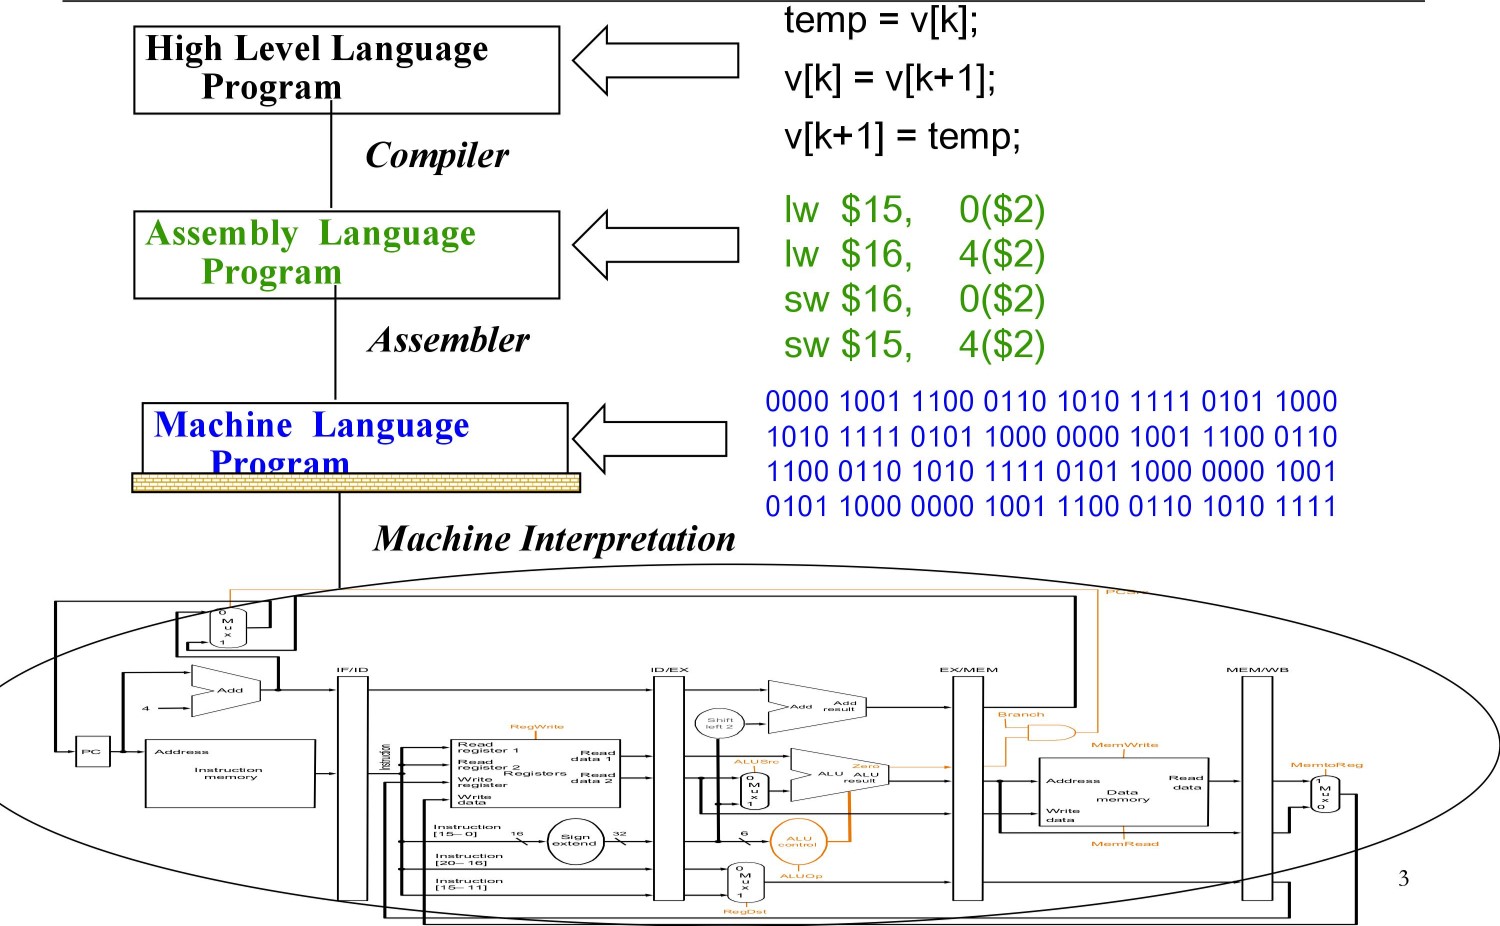 High Level Language
Program
temp = v[k];
v[k] = v[k+1];
v[k+1] = temp;
Compiler
Assembly Language
Program
lw $15, 0($2)
lw $16, 4($2)
sw $16, 0($2)
sw $15, 4($2)
Assembler
Machine Language
Program
0000 1001 1100 0110 1010 1111 0101 1000
1010 1111 0101 1000 0000 1001 1100 0110
1100 0110 1010 1111 0101 1000 0000 1001
0101 1000 0000 1001 1100 0110 1010 1111
Machine Interpretation
PCSrc
0
M
u
x
1
IF/ID
ID/EX
EX/MEM
MEM/WB
Add
4
Shift
left 2
Add
Add
result
Branch
RegWrite
PC
Address
Instruction
memory
Instruction
Read
register 1
Read
register 2
Write
register
Write
data
Registers
Read
data 1
Read
data 2
ALUSrc
0
M
u
x
1
Zero
ALU
ALU
result
MemWrite
Address
Write
data
Data
memory
Read
data
MemtoReg
1
M
u
x
0
Instruction
[15– 0]
16
Sign
extend
32
6
ALU
control
MemRead
Instruction
[20– 16]
Instruction
[15– 11]
0
M
u
x
1
ALUOp
RegDst
3